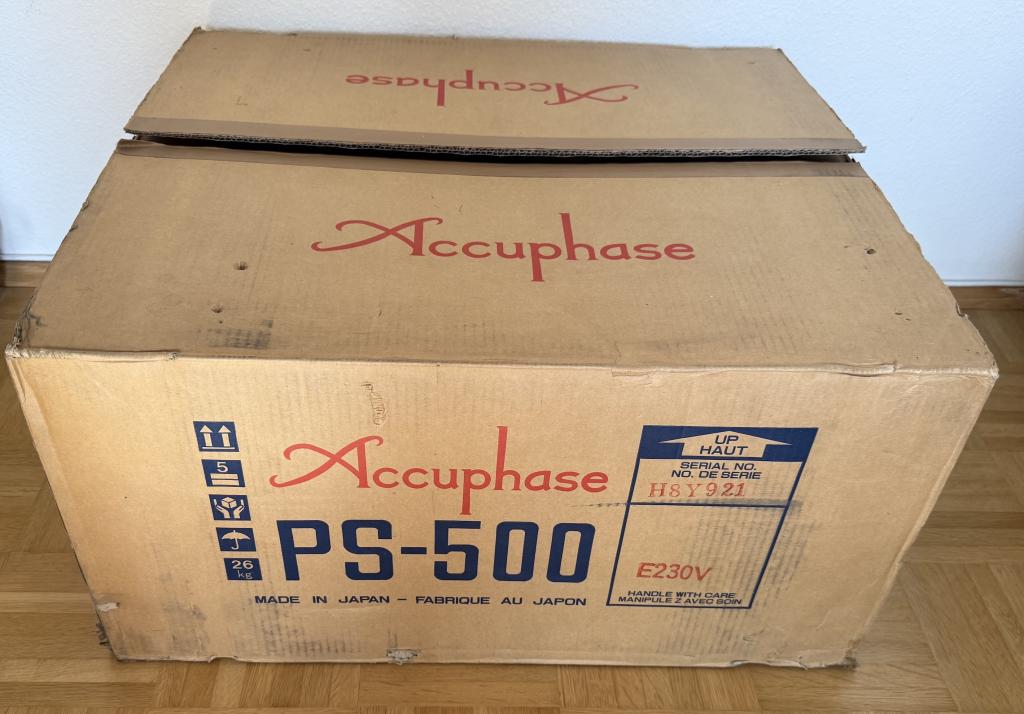 Accuphase
Accuphase
Accuphase
PS-500
MADE IN JAPAN – FABRIQUE AU JAPON
5
26
kg
UP
HAUT
SERIAL NO.
NO. DE SERIE
H8Y921
E230V
HANDLE WITH CARE
MANIPULE Z AVEC SOIN